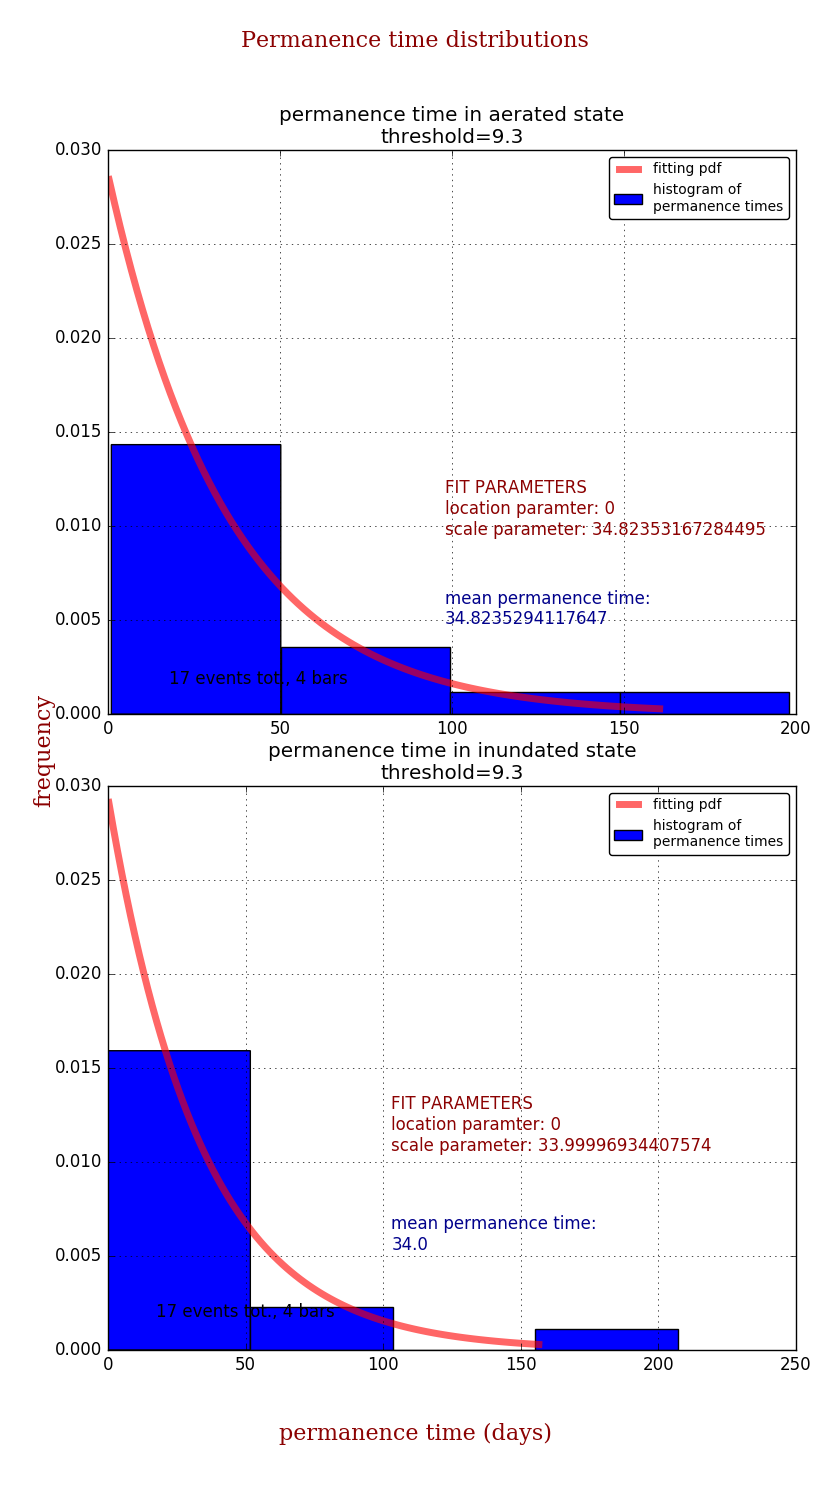 Permanence time distributions
permanence time in aerated state
threshold=9.3
0.030
0.025
0.020
0.015
0.010
0.005
0.000
fitting pdf
histogram of
permanence times
FIT PARAMETERS
location paramter: 0
scale parameter: 34.82353167284495
mean permanence time:
34.8235294117647
17 events tot., 4 bars
0 50 100 150 200
frequency
permanence time in inundated state
threshold=9.3
0.030
0.025
0.020
0.015
0.010
0.005
0.000
fitting pdf
histogram of
permanence times
FIT PARAMETERS
location paramter: 0
scale parameter: 33.99996934407574
mean permanence time:
34.0
17 events tot., 4 bars
0 50 100 150 200 250
permanence time (days)